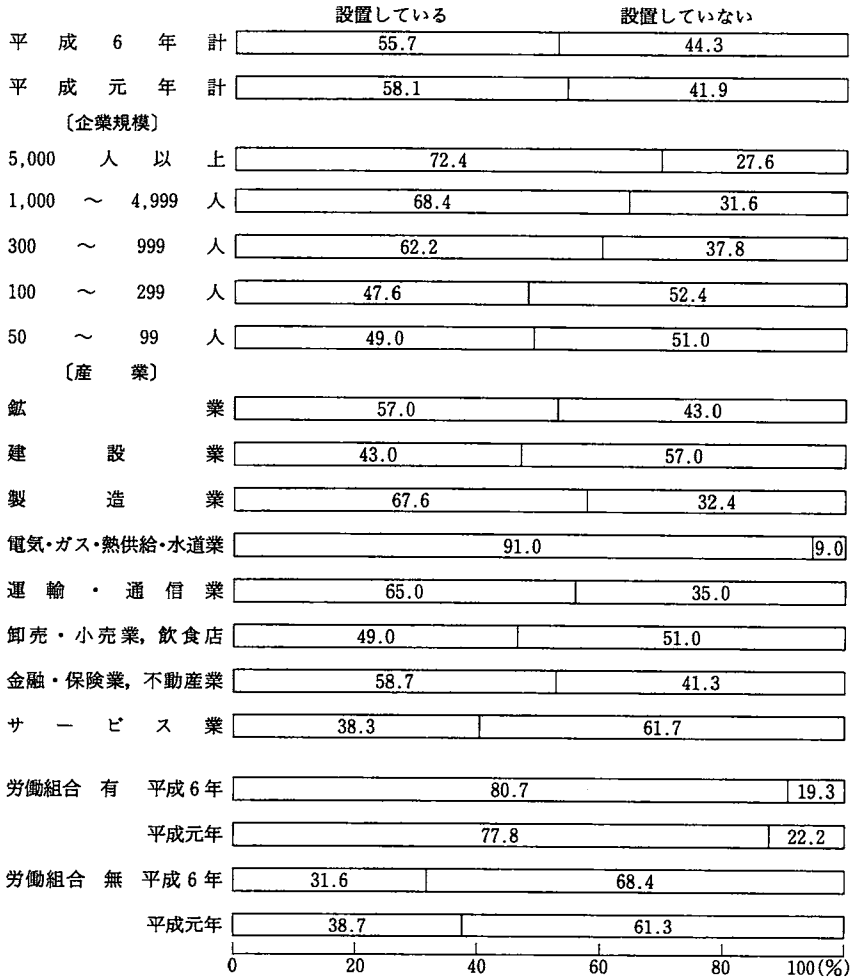 設置している 設置していない
平成6年計 55.7 44.3
平成元年計 58.1 41.9
〔企業規模〕
5,000人以上 72.4 27.6
1,000～4,999人 68.4 31.6
300～999人 62.2 37.8
100～299人 47.6 52.4
50～99人 49.0 51.0
〔産業〕
鉱業 57.0 43.0
建設業 43.0 57.0
製造業 67.6 32.4
電気・ガス・熱供給・水道業 91.0 9.0
運輸・通信業 65.0 35.0
卸売・小売業，飲食店 49.0 51.0
金融・保険業，不動産業 58.7 41.3
サービス業 38.3 61.7
労働組合 有 平成6年 80.7 19.3
平成元年 77.8 22.2
労働組合 無 平成6年 31.6 68.4
平成元年 38.7 61.3
0 20 40 60 80 100(%)